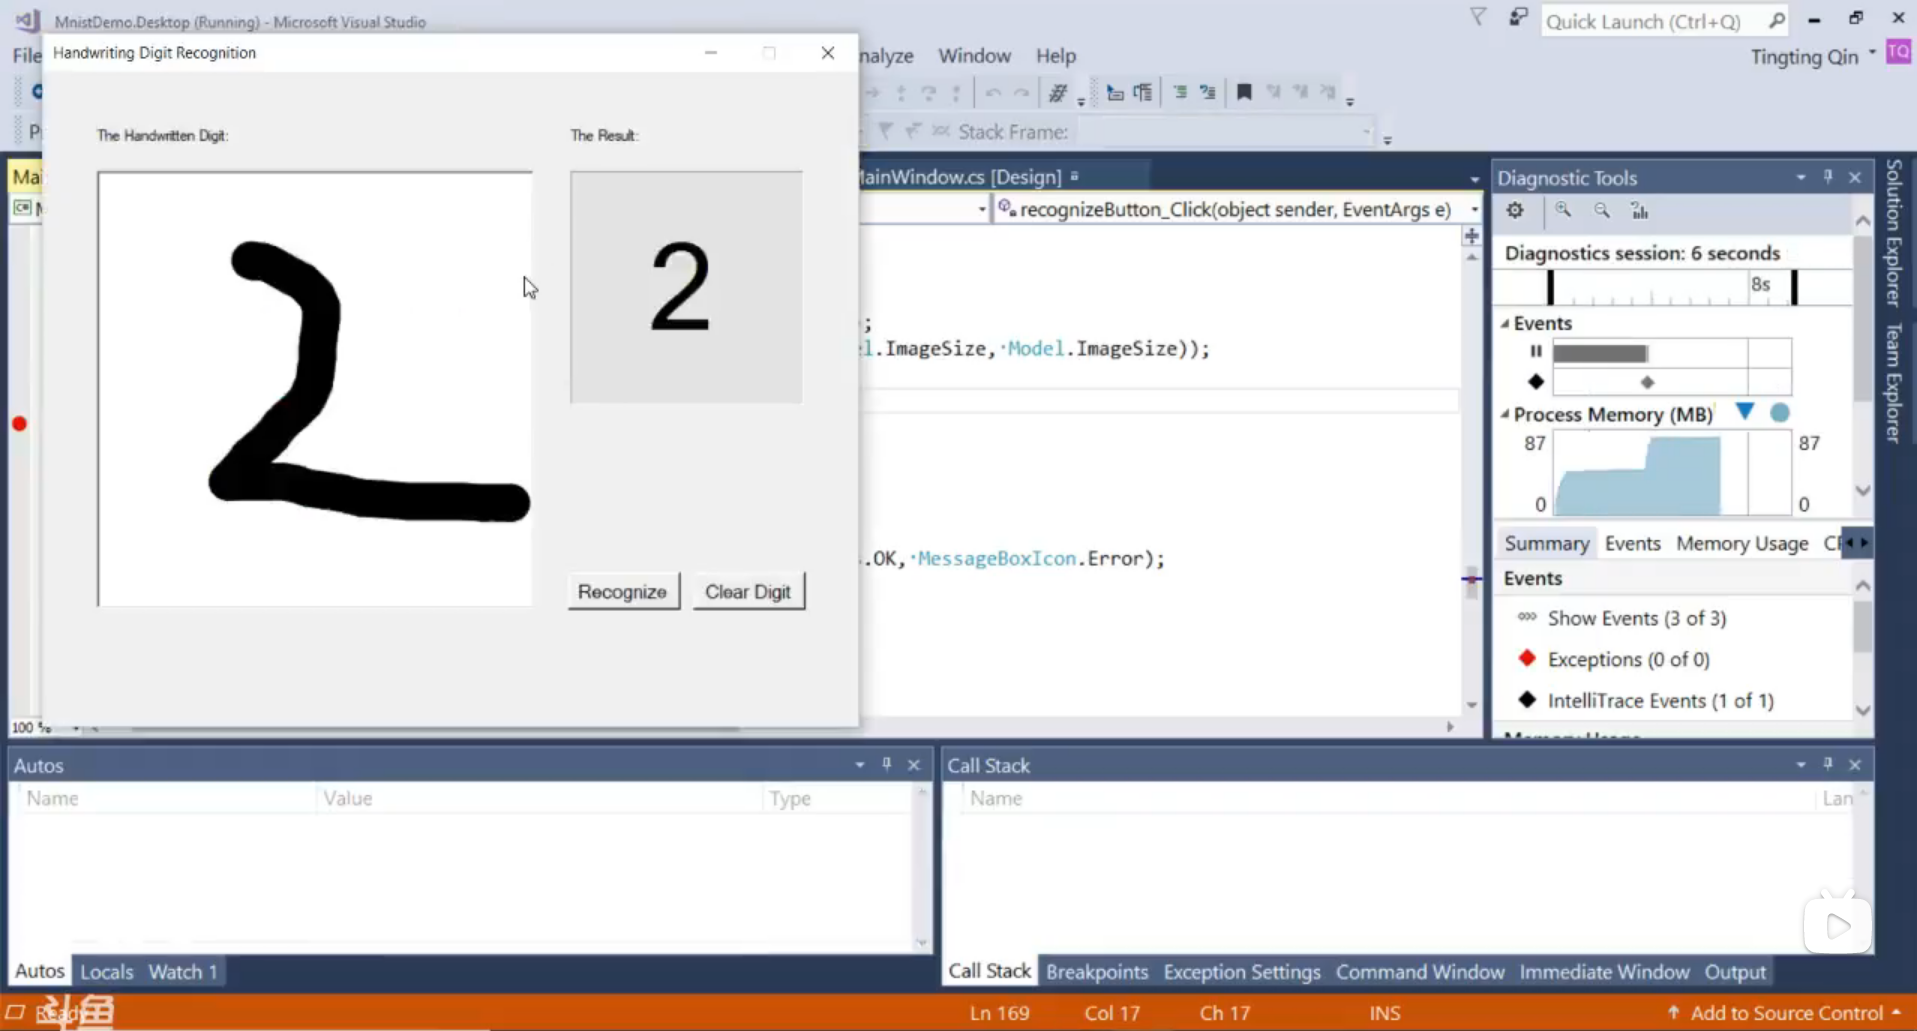 MnistDemo.Desktop (Running) - Microsoft Visual Studio
Quick Launch (Ctrl+Q)
File
Handwriting Digit Recognition
nalyze Window Help
Tingting Qin
TQ
Stack Frame:
The Handwritten Digit:
The Result:
2
2
Recognize
Clear Digit
MainWindow.cs [Design]
recognizeButton_Click(object sender, EventArgs e)
;
l.ImageSize,·Model.ImageSize));
.OK,·MessageBoxIcon.Error);
100 %
Diagnostic Tools
Diagnostics session: 6 seconds
8s
Events
Process Memory (MB)
87
87
0
0
Summary Events Memory Usage
Events
Show Events (3 of 3)
Exceptions (0 of 0)
IntelliTrace Events (1 of 1)
Solution Explorer
Team Explorer
Autos
Name Value Type
Autos Locals Watch 1
Call Stack
Name Lan
Call Stack Breakpoints Exception Settings Command Window Immediate Window Output
Ready
斗鱼
Ln 169 Col 17 Ch 17 INS
Add to Source Control